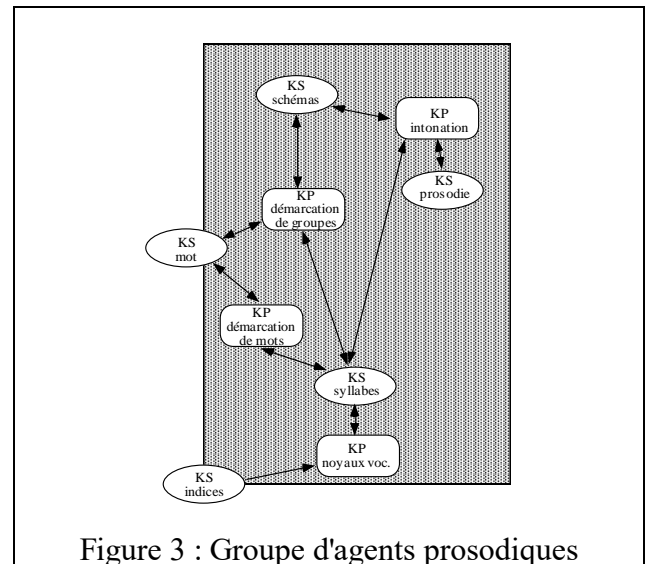 KS
schémas
KP
intonation
KS
prosodie
KP
démarcation
de groupes
KS
mot
KP
démarcation
de mots
KS
syllabes
KP
noyaux voc.
KS
indices
Figure 3 : Groupe d'agents prosodiques